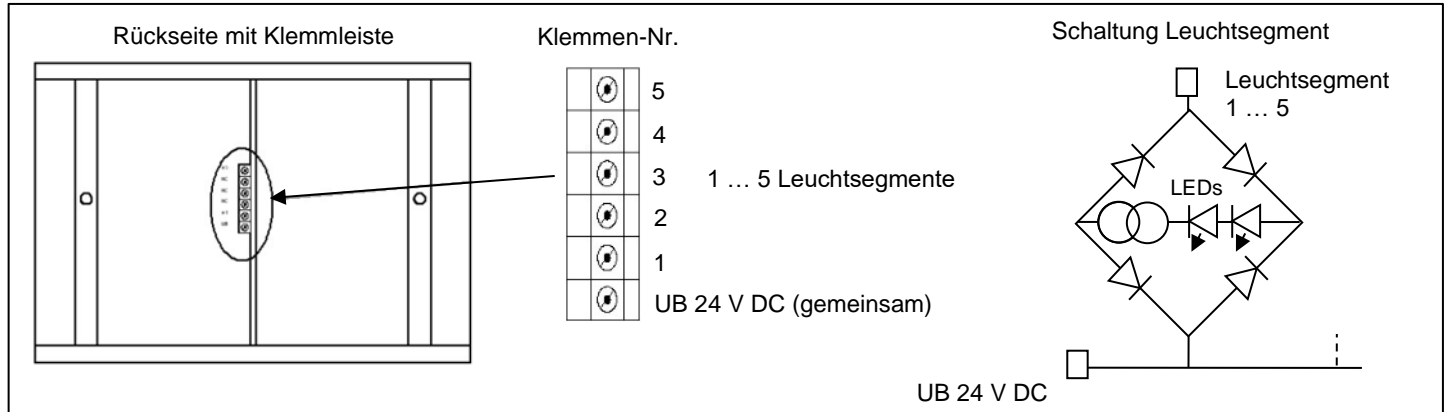 Rückseite mit Klemmleiste
Klemmen-Nr.
5
4
3
2
1
UB 24 V DC (gemeinsam)
1 … 5 Leuchtsegmente
Schaltung Leuchtsegment
Leuchtsegment
1 … 5
LEDs
UB 24 V DC